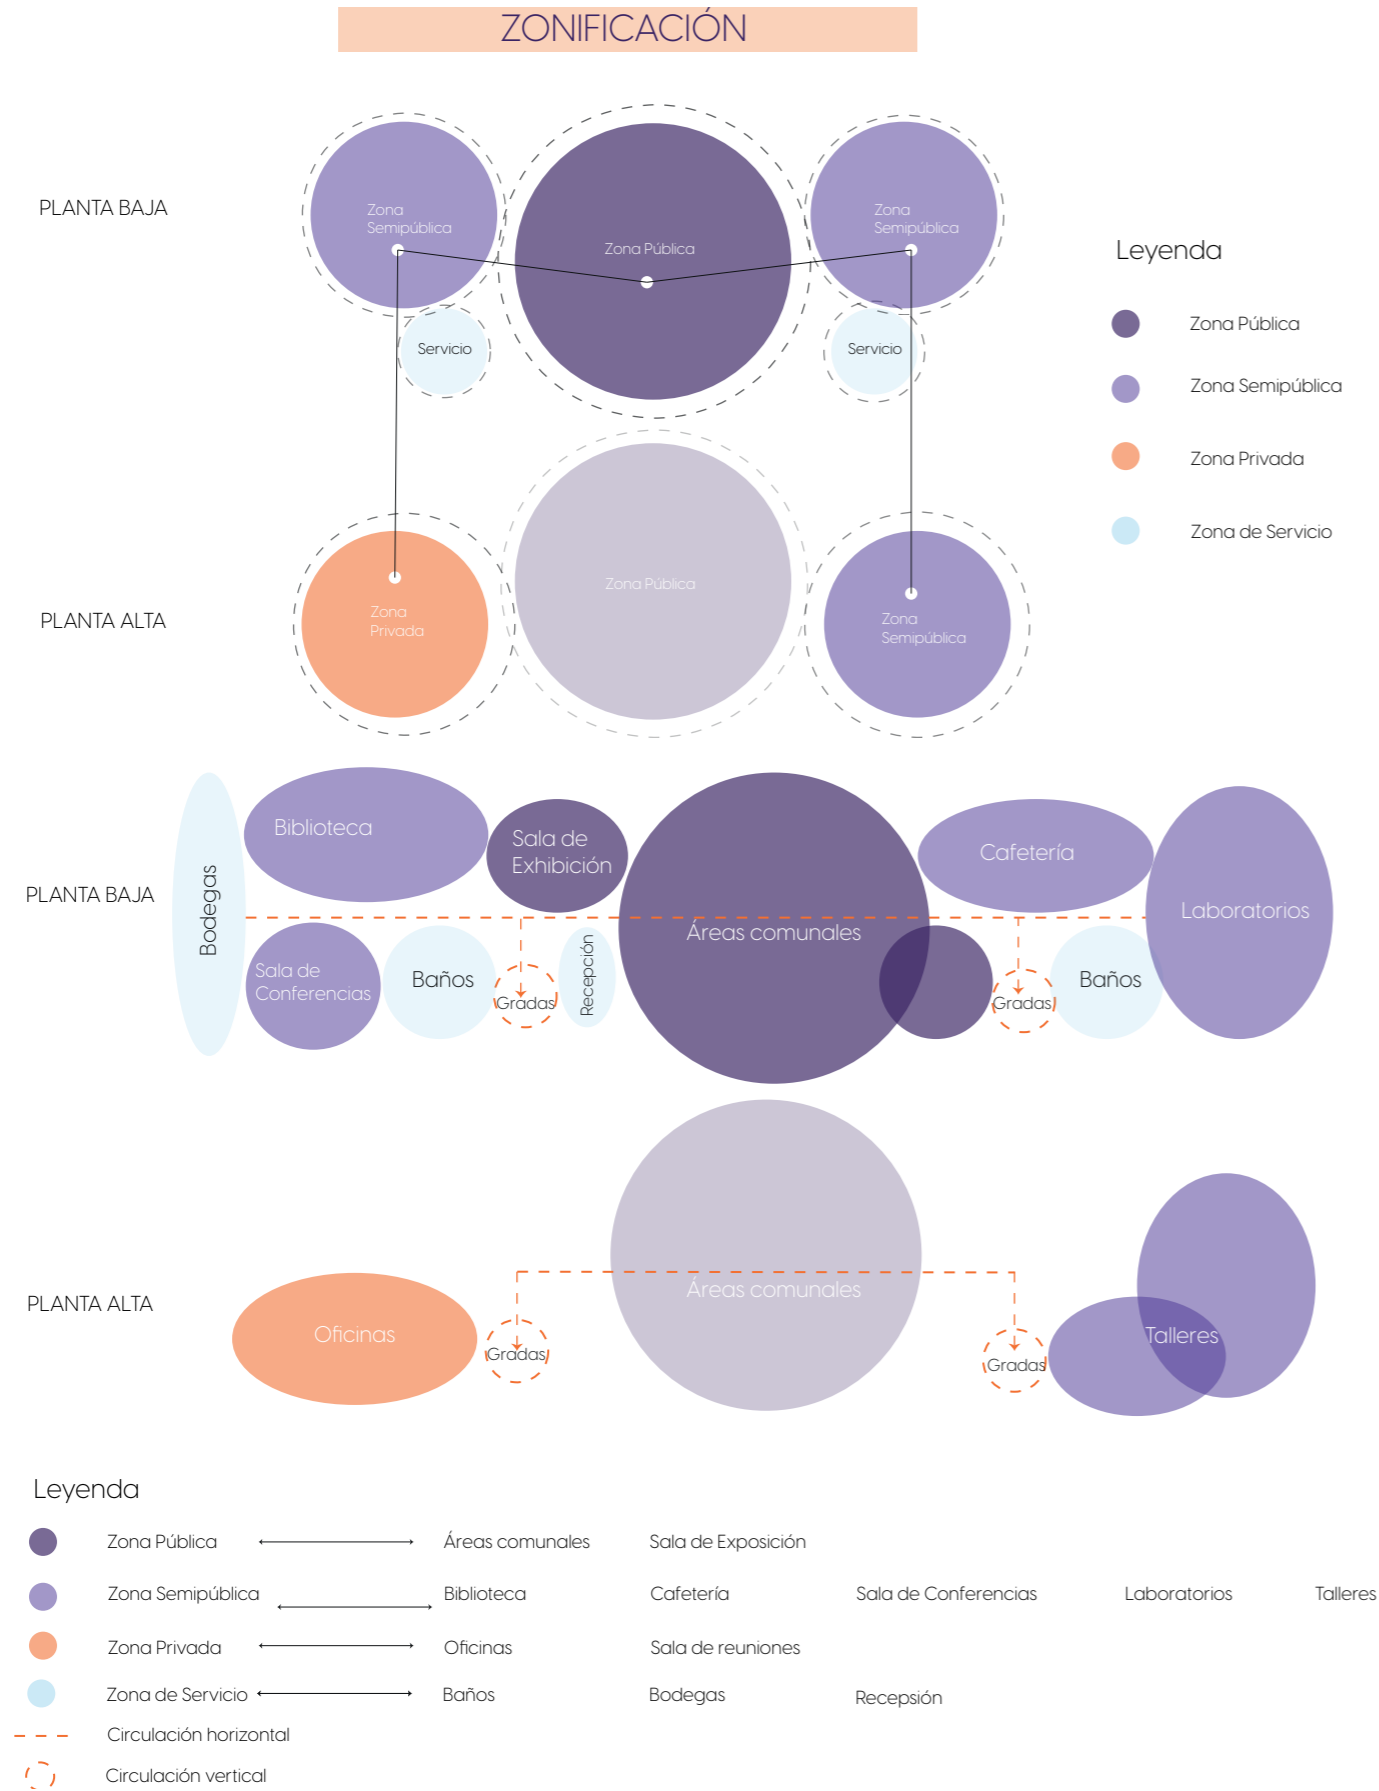 ZONIFICACIÓN
PLANTA BAJA
Zona
Semipública
Zona Pública
Zona
Semipública
Servicio
Servicio
Leyenda
Zona Pública
Zona Semipública
Zona Privada
Zona de Servicio
PLANTA ALTA
Zona
Privada
Zona Pública
Zona
Semipública
PLANTA BAJA
Bodegas
Biblioteca
Sala de
Exhibición
Áreas comunales
Cafetería
Laboratorios
Sala de
Conferencias
Baños
Gradas
Recepción
Gradas
Baños
PLANTA ALTA
Oficinas
Gradas
Áreas comunales
Gradas
Talleres
Leyenda
Zona Pública Áreas comunales Sala de Exposición
Zona Semipública Biblioteca Cafetería Sala de Conferencias Laboratorios Talleres
Zona Privada Oficinas Sala de reuniones
Zona de Servicio Baños Bodegas Recepsión
Circulación horizontal
Circulación vertical